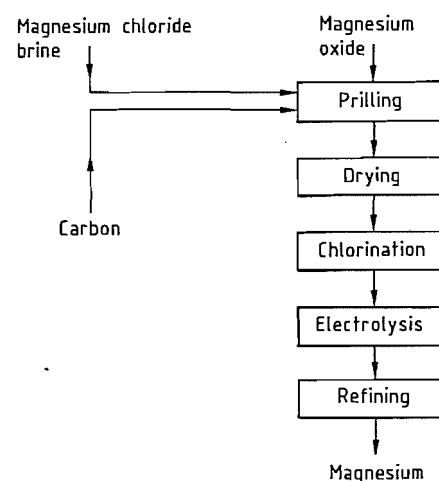 Magnesium chloride
brine
Magnesium
oxide
Prilling
Drying
Carbon
Chlorination
Electrolysis
Refining
Magnesium